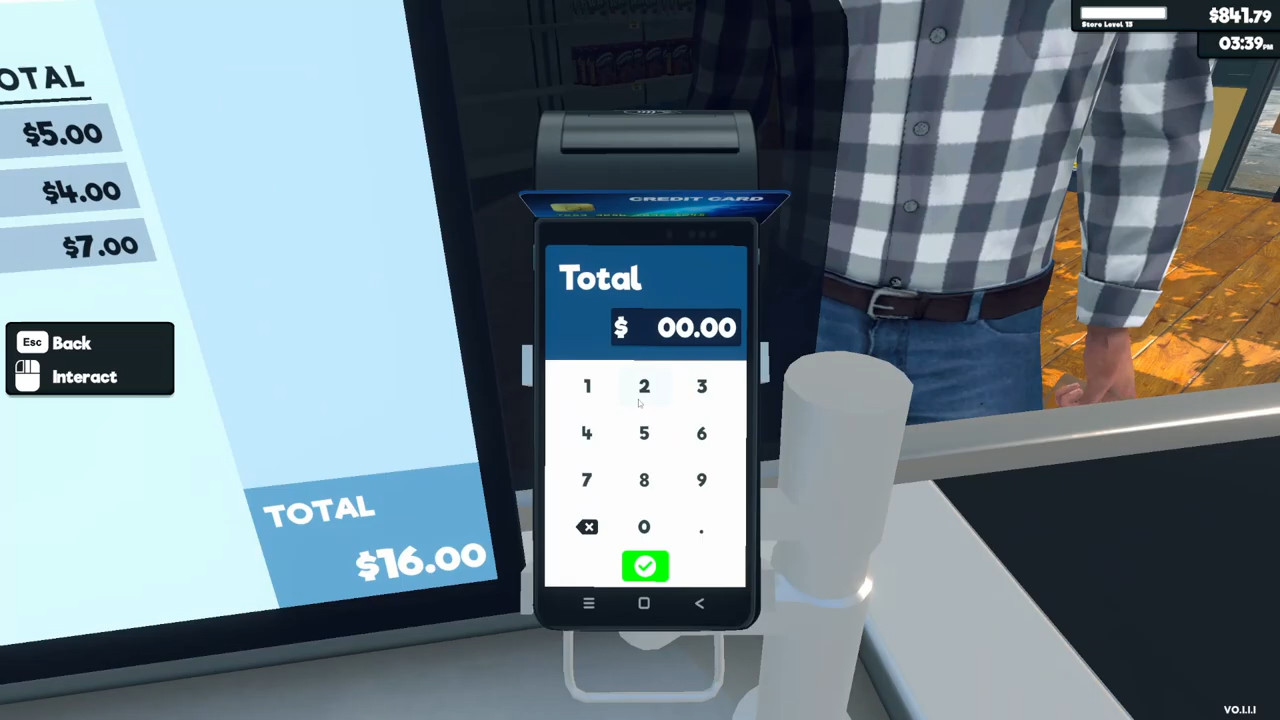 $841.79
Store Level 13
03:39PM
OTAL
$5.00
$4.00
$7.00
CREDIT CARD
Total
$ 00.00
Esc Back
Interact
1 2 3
4 5 6
7 8 9
0 .
TOTAL
$16.00
V0.1.1.1